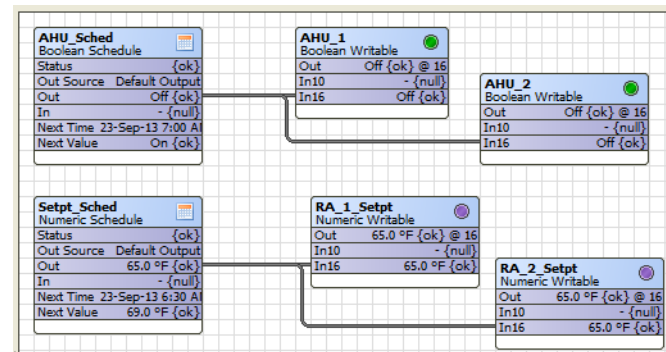 AHU_Sched
Boolean Schedule
Status {ok}
Out Source Default Output
Out Off {ok}
In - {null}
Next Time 23-Sep-13 7:00 AM
Next Value On {ok}
AHU_1
Boolean Writable
Out Off {ok} @ 16
In10 - {null}
In16 Off {ok}
AHU_2
Boolean Writable
Out Off {ok} @ 16
In10 - {null}
In16 Off {ok}
Setpt_Sched
Numeric Schedule
Status {ok}
Out Source Default Output
Out 65.0 °F {ok}
In - {null}
Next Time 23-Sep-13 6:30 AM
Next Value 69.0 °F {ok}
RA_1_Setpt
Numeric Writable
Out 65.0 °F {ok} @ 16
In10 - {null}
In16 65.0 °F {ok}
RA_2_Setpt
Numeric Writable
Out 65.0 °F {ok} @ 16
In10 - {null}
In16 65.0 °F {ok}